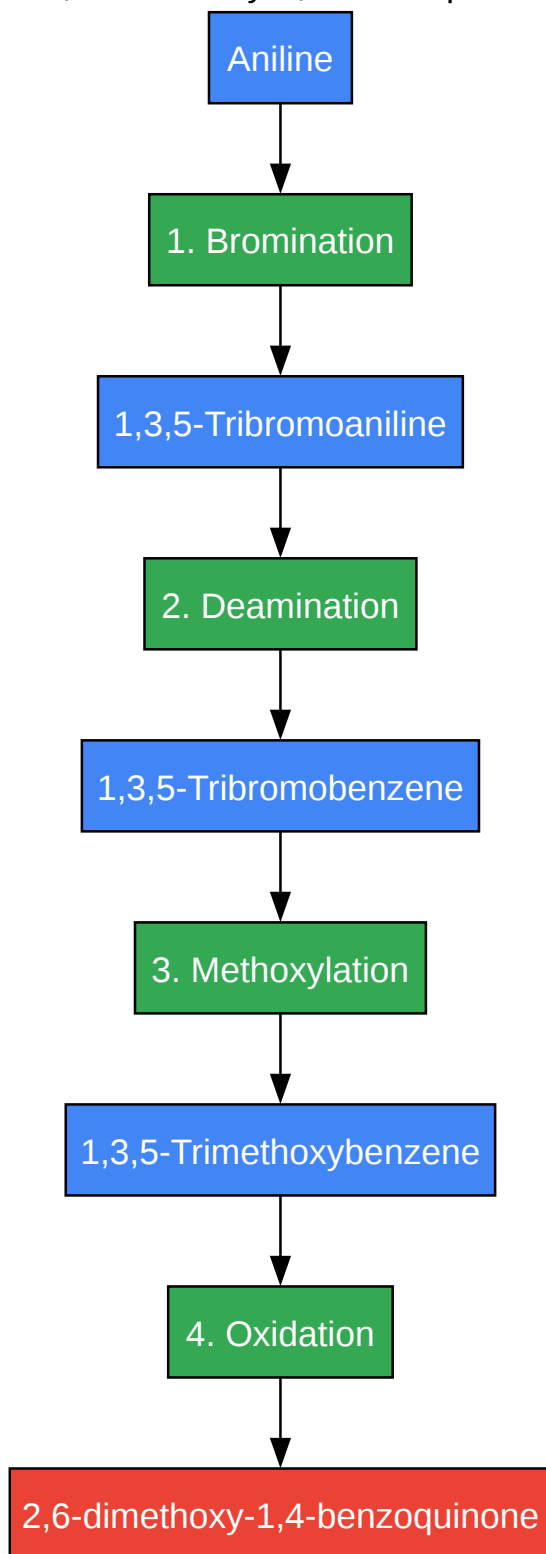 Aniline
1. Bromination
1,3,5-Tribromoaniline
2. Deamination
1,3,5-Tribromobenzene
3. Methoxylation
1,3,5-Trimethoxybenzene
4. Oxidation
2,6-dimethoxy-1,4-benzoquinone